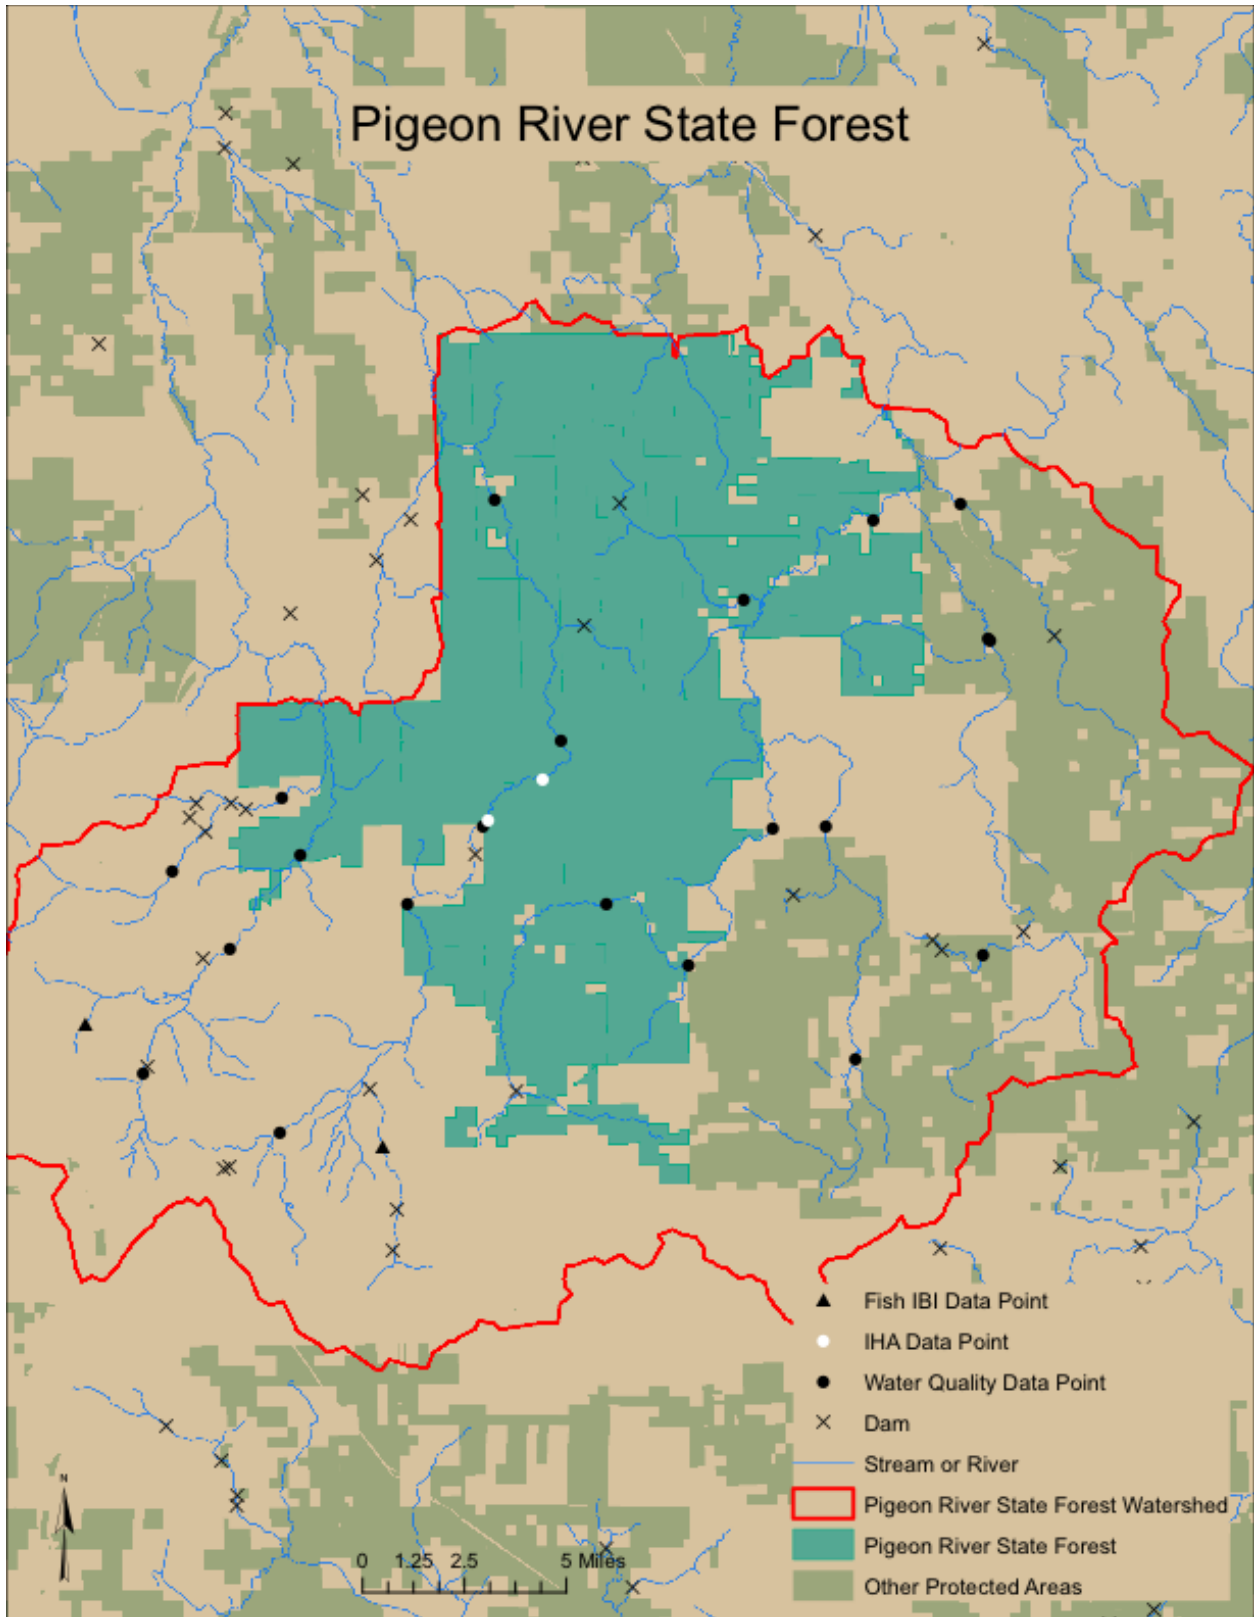 Pigeon River State Forest
Fish IBI Data Point
IHA Data Point
Water Quality Data Point
Dam
Stream or River
Pigeon River State Forest Watershed
Pigeon River State Forest
Other Protected Areas
N
0 1.25 2.5 5 Miles